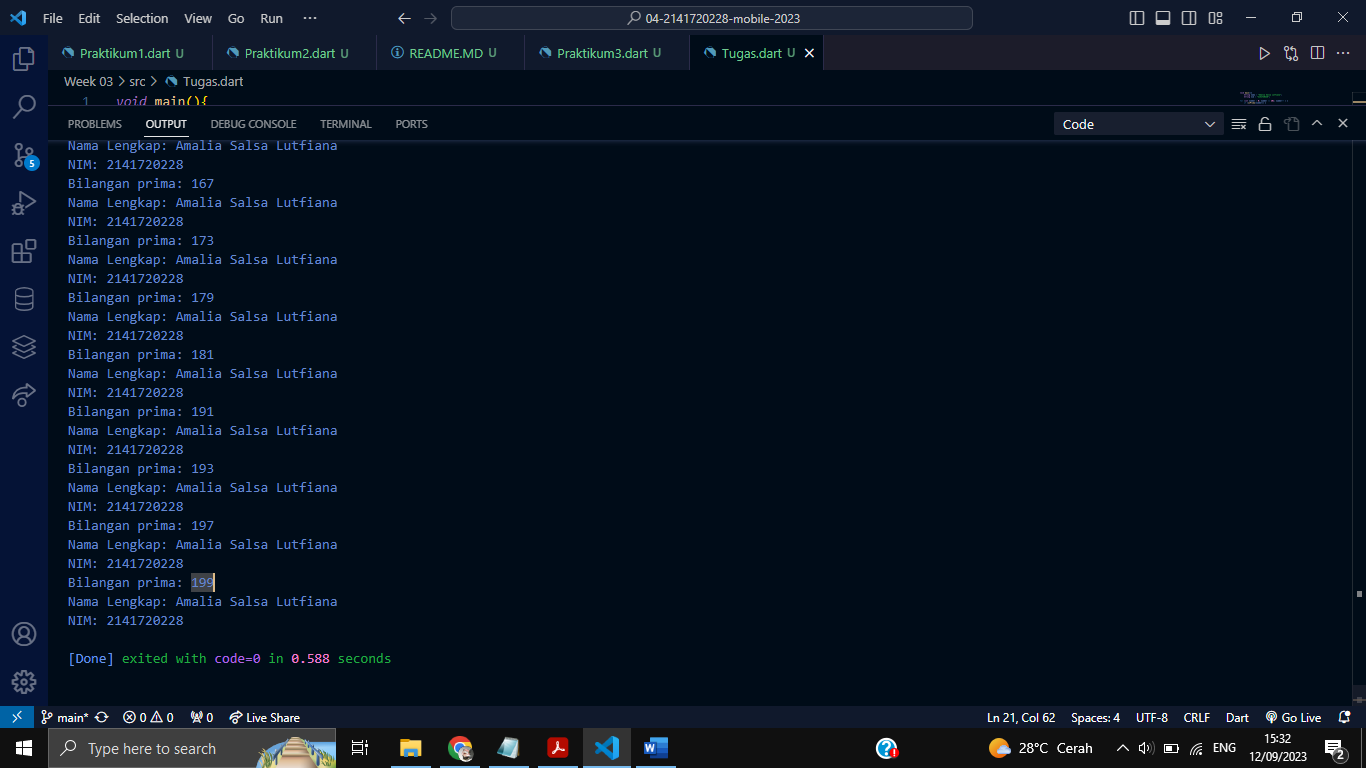 File Edit Selection View Go Run ···
04-2141720228-mobile-2023
Praktikum1.dart U
Praktikum2.dart U
README.MD U
Praktikum3.dart U
Tugas.dart U
Week 03 > src > Tugas.dart
1 void main(){
PROBLEMS OUTPUT DEBUG CONSOLE TERMINAL PORTS
Code
Nama Lengkap: Amalia Salsa Lutfiana
NIM: 2141720228
Bilangan prima: 167
Nama Lengkap: Amalia Salsa Lutfiana
NIM: 2141720228
Bilangan prima: 173
Nama Lengkap: Amalia Salsa Lutfiana
NIM: 2141720228
Bilangan prima: 179
Nama Lengkap: Amalia Salsa Lutfiana
NIM: 2141720228
Bilangan prima: 181
Nama Lengkap: Amalia Salsa Lutfiana
NIM: 2141720228
Bilangan prima: 191
Nama Lengkap: Amalia Salsa Lutfiana
NIM: 2141720228
Bilangan prima: 193
Nama Lengkap: Amalia Salsa Lutfiana
NIM: 2141720228
Bilangan prima: 197
Nama Lengkap: Amalia Salsa Lutfiana
NIM: 2141720228
Bilangan prima: 199
Nama Lengkap: Amalia Salsa Lutfiana
NIM: 2141720228
[Done] exited with code=0 in 0.588 seconds
5
main* 0 0 0 Live Share
Ln 21, Col 62 Spaces: 4 UTF-8 CRLF Dart Go Live
Type here to search
28°C Cerah
ENG
15:32
12/09/2023
2